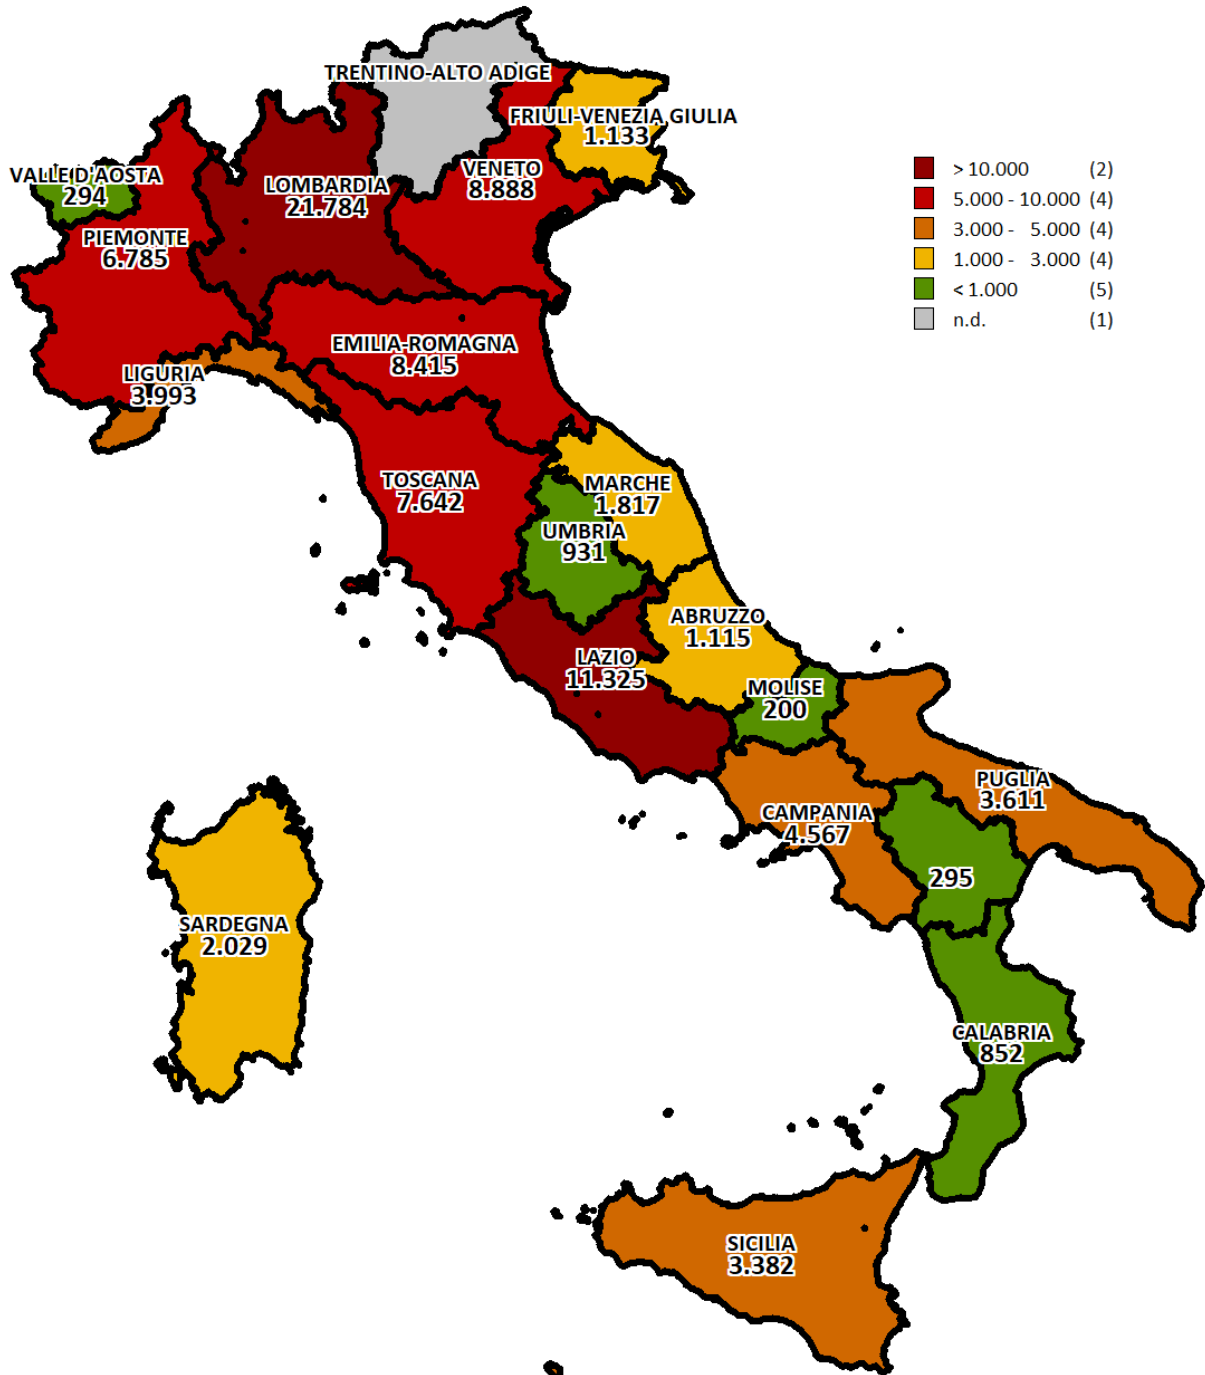 TRENTINO-ALTO ADIGE
FRIULI-VENEZIA GIULIA
1.133
VALLE D'AOSTA
294
LOMBARDIA
21.784
VENETO
8.888
PIEMONTE
6.785
> 10.000 (2)
5.000 - 10.000 (4)
3.000 - 5.000 (4)
1.000 - 3.000 (4)
< 1.000 (5)
n.d. (1)
EMILIA-ROMAGNA
8.415
LIGURIA
3.993
TOSCANA
7.642
MARCHE
1.817
UMBRIA
931
ABRUZZO
1.115
LAZIO
11.325
MOLISE
200
PUGLIA
3.611
CAMPANIA
4.567
295
SARDEGNA
2.029
CALABRIA
852
SICILIA
3.382